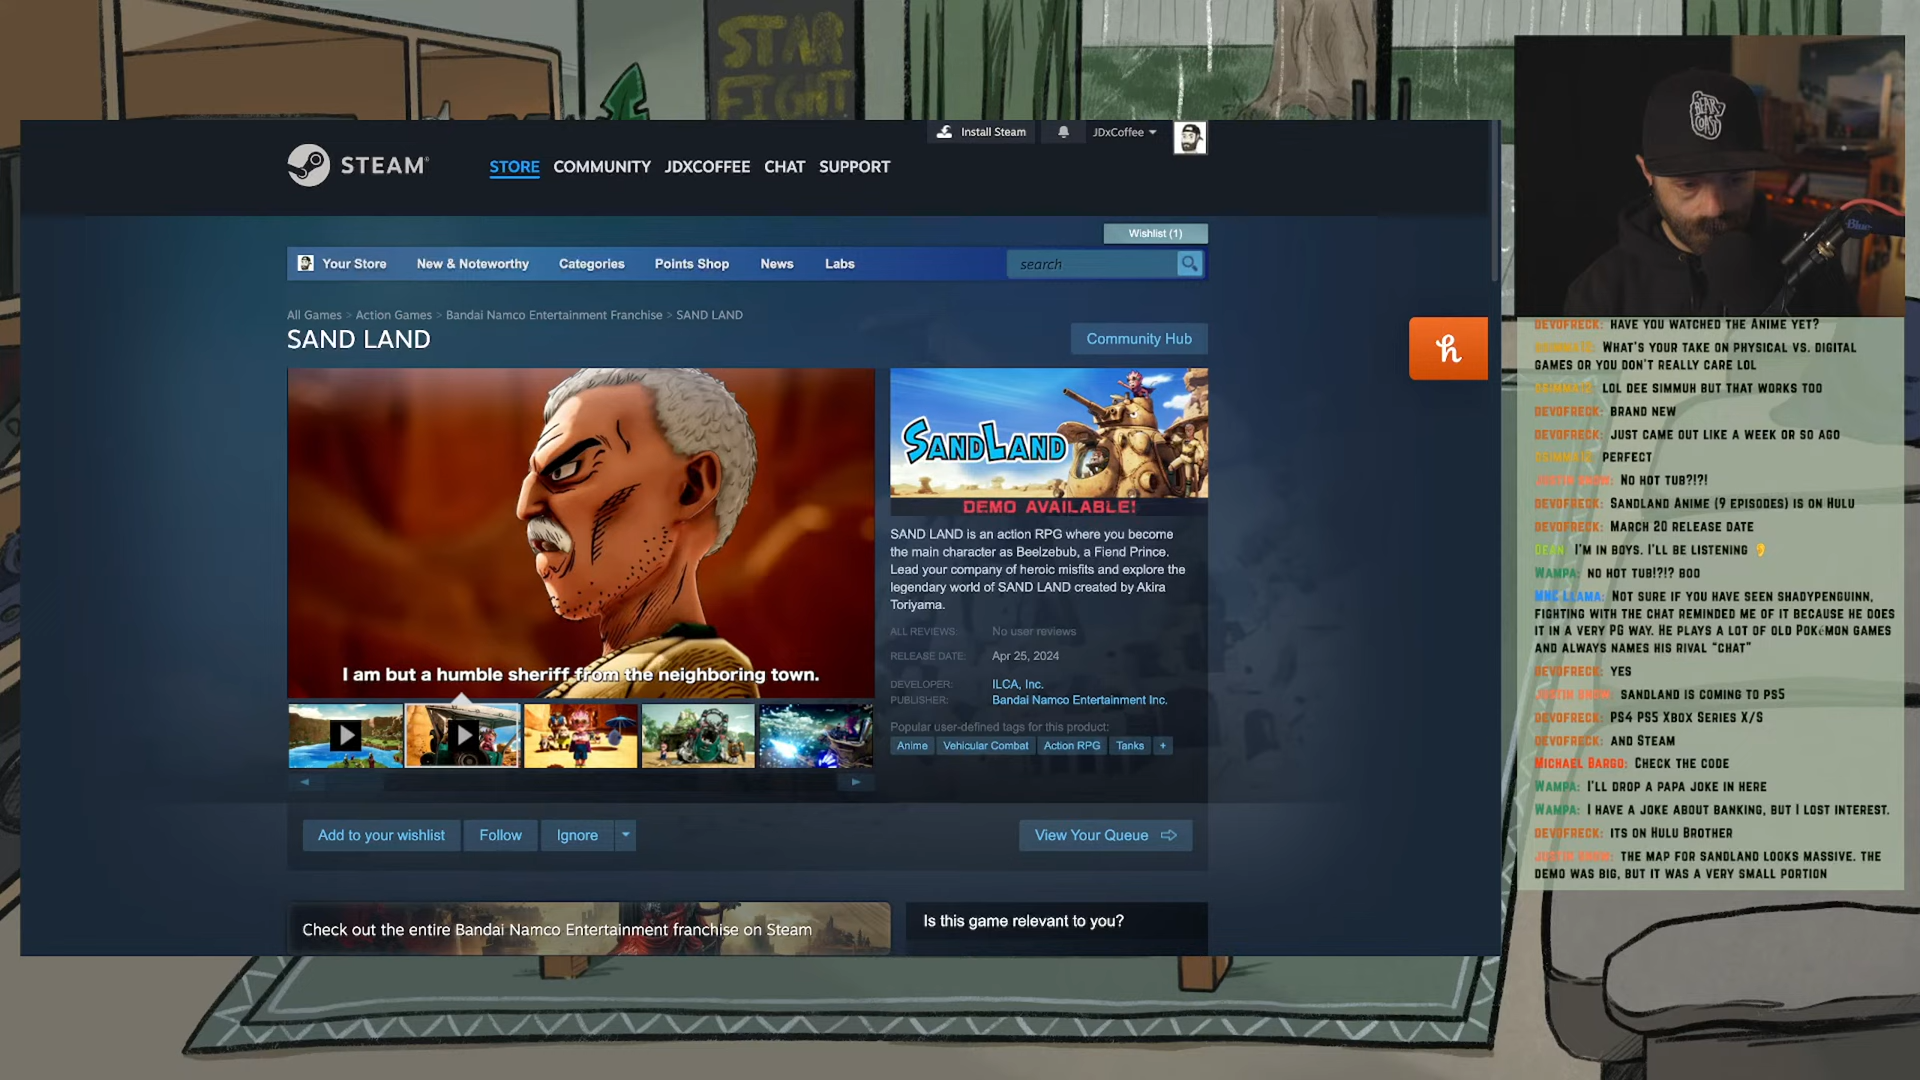 STAR
FIGHT
Install Steam
JDxCoffee
STEAM®
STORE COMMUNITY JDXCOFFEE CHAT SUPPORT
Wishlist (1)
Your Store New & Noteworthy Categories Points Shop News Labs
search
All Games > Action Games > Bandai Namco Entertainment Franchise > SAND LAND
SAND LAND
Community Hub
I am but a humble sheriff from the neighboring town.
SANDLAND
DEMO AVAILABLE!
SAND LAND is an action RPG where you become
the main character as Beelzebub, a Fiend Prince.
Lead your company of heroic misfits and explore the
legendary world of SAND LAND created by Akira
Toriyama.
ALL REVIEWS: No user reviews
RELEASE DATE: Apr 25, 2024
DEVELOPER: ILCA, Inc.
PUBLISHER: Bandai Namco Entertainment Inc.
Popular user-defined tags for this product:
Anime Vehicular Combat Action RPG Tanks +
Add to your wishlist Follow Ignore
View Your Queue
Check out the entire Bandai Namco Entertainment franchise on Steam
Is this game relevant to you?
h
BEAR
COAST
Blue
DEVOFRECK: HAVE YOU WATCHED THE ANIME YET?
WHAT'S YOUR TAKE ON PHYSICAL VS. DIGITAL
GAMES OR YOU DON'T REALLY CARE LOL
LOL DEE SIMMUH BUT THAT WORKS TOO
DEVOFRECK: BRAND NEW
DEVOFRECK: JUST CAME OUT LIKE A WEEK OR SO AGO
PERFECT
NO HOT TUB?!?!
DEVOFRECK: SANDLAND ANIME (9 EPISODES) IS ON HULU
DEVOFRECK: MARCH 20 RELEASE DATE
DEAN: I'M IN BOYS. I'LL BE LISTENING
WAMPA: NO HOT TUB!?!? BOO
MNC LLAMA: NOT SURE IF YOU HAVE SEEN SHADYPENGUINN,
FIGHTING WITH THE CHAT REMINDED ME OF IT BECAUSE HE DOES
IT IN A VERY PG WAY. HE PLAYS A LOT OF OLD POKéMON GAMES
AND ALWAYS NAMES HIS RIVAL "CHAT"
DEVOFRECK: YES
SANDLAND IS COMING TO PS5
DEVOFRECK: PS4 PS5 XBOX SERIES X/S
DEVOFRECK: AND STEAM
MICHAEL BARGO: CHECK THE CODE
WAMPA: I'LL DROP A PAPA JOKE IN HERE
WAMPA: I HAVE A JOKE ABOUT BANKING, BUT I LOST INTEREST.
DEVOFRECK: ITS ON HULU BROTHER
THE MAP FOR SANDLAND LOOKS MASSIVE. THE
DEMO WAS BIG, BUT IT WAS A VERY SMALL PORTION